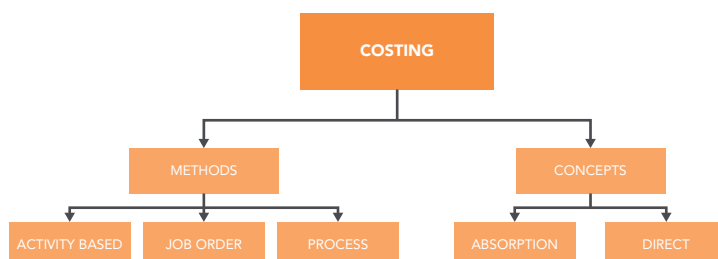 COSTING
METHODS
CONCEPTS
ACTIVITY BASED
JOB ORDER
PROCESS
ABSORPTION
DIRECT